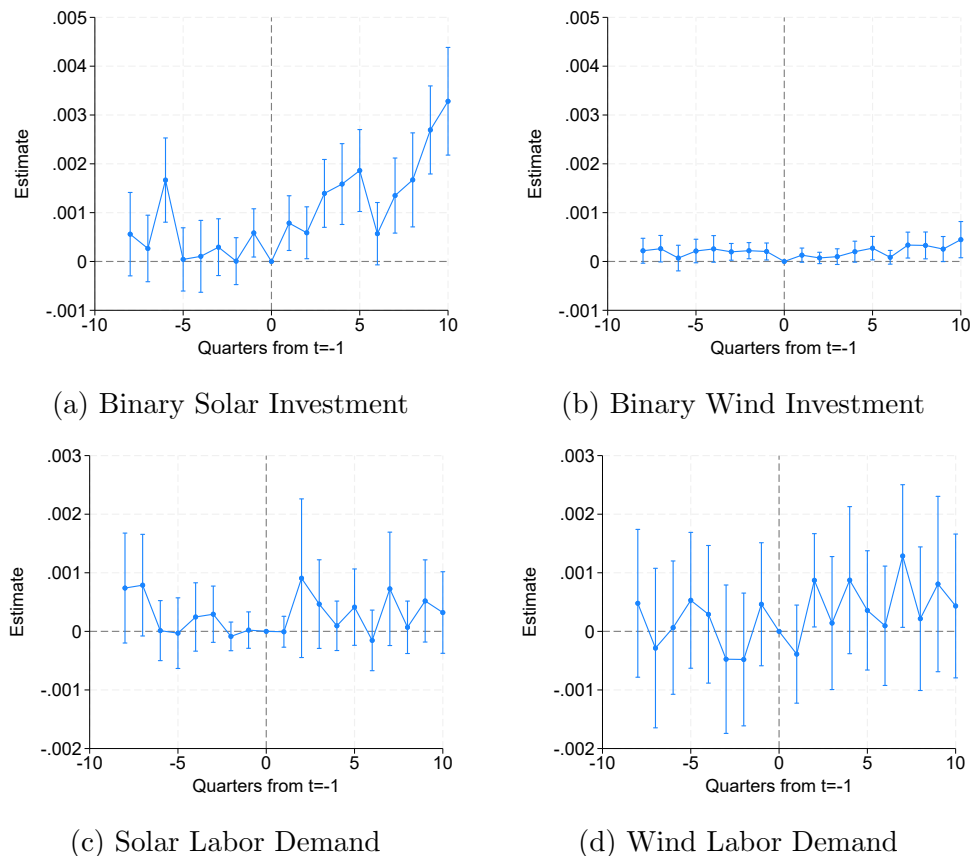 .005
.004
.003
.002
.001
0
-.001
Estimate
-10 -5 0 5 10
Quarters from t=-1
(a) Binary Solar Investment
.005
.004
.003
.002
.001
0
-.001
Estimate
-10 -5 0 5 10
Quarters from t=-1
(b) Binary Wind Investment
.003
.002
.001
0
-.001
-.002
Estimate
-10 -5 0 5 10
Quarters from t=-1
(c) Solar Labor Demand
.003
.002
.001
0
-.001
-.002
Estimate
-10 -5 0 5 10
Quarters from t=-1
(d) Wind Labor Demand